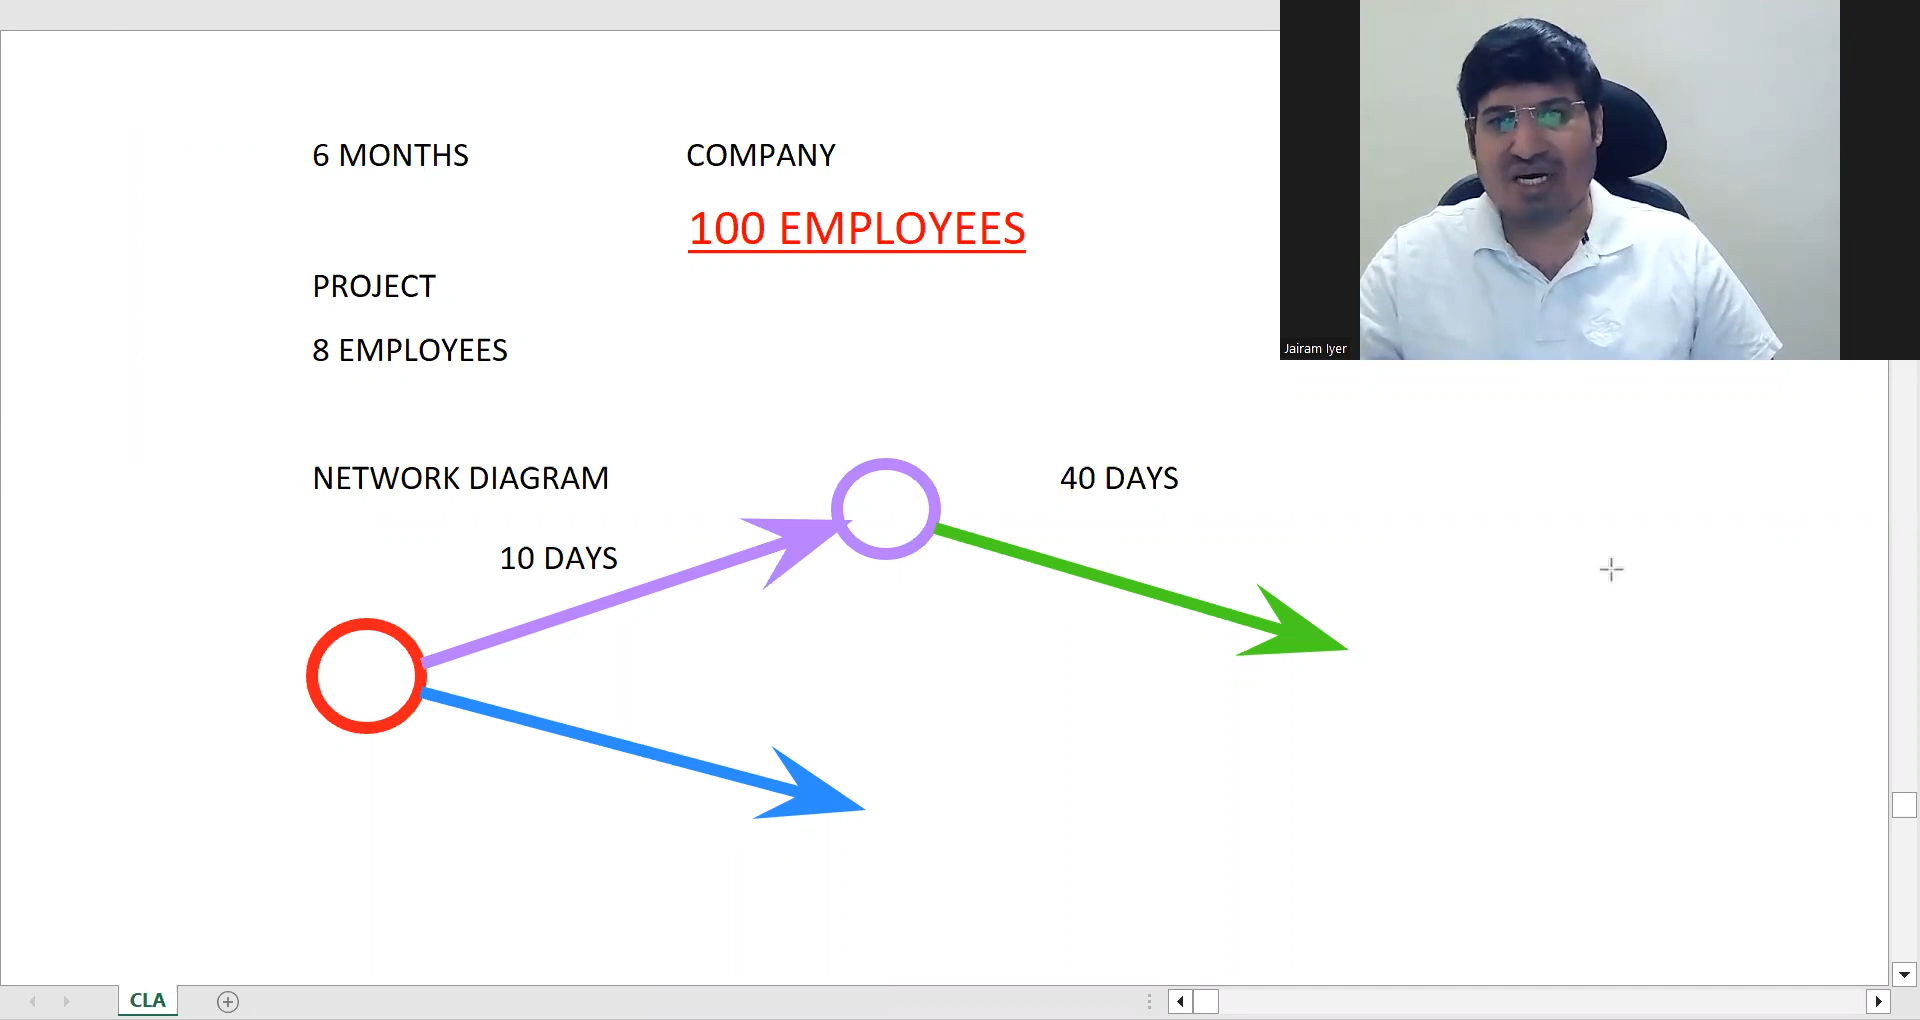 6 MONTHS
COMPANY
100 EMPLOYEES
PROJECT
8 EMPLOYEES
NETWORK DIAGRAM
40 DAYS
10 DAYS
Jairam Iyer
CLA